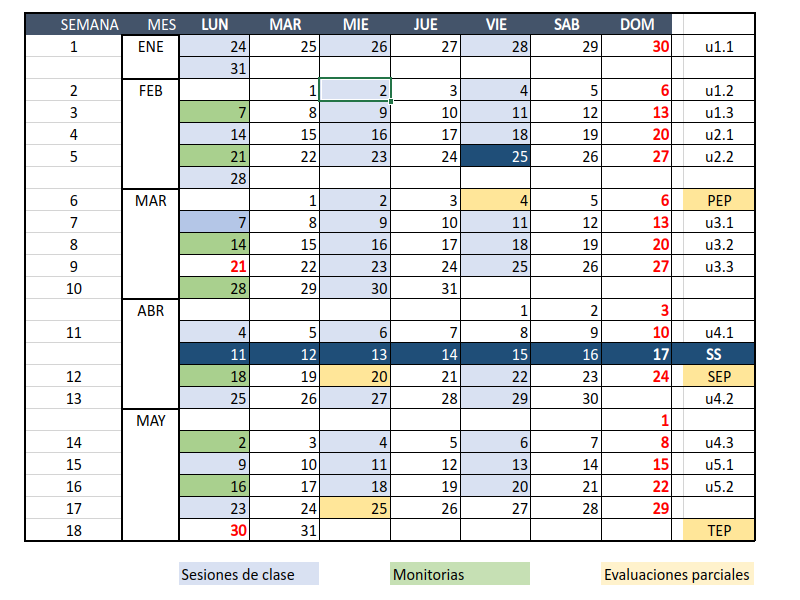 SEMANA MES LUN MAR MIE JUE VIE SAB DOM
1 ENE 24 25 26 27 28 29 30 u1.1
31
2 FEB 1 2 3 4 5 6 u1.2
3 7 8 9 10 11 12 13 u1.3
4 14 15 16 17 18 19 20 u2.1
5 21 22 23 24 25 26 27 u2.2
28
6 MAR 1 2 3 4 5 6 PEP
7 7 8 9 10 11 12 13 u3.1
8 14 15 16 17 18 19 20 u3.2
9 21 22 23 24 25 26 27 u3.3
10 28 29 30 31
ABR 1 2 3
11 4 5 6 7 8 9 10 u4.1
11 12 13 14 15 16 17 SS
12 18 19 20 21 22 23 24 SEP
13 25 26 27 28 29 30 u4.2
MAY 1
14 2 3 4 5 6 7 8 u4.3
15 9 10 11 12 13 14 15 u5.1
16 16 17 18 19 20 21 22 u5.2
17 23 24 25 26 27 28 29
18 30 31 TEP
Sesiones de clase Monitorias Evaluaciones parciales